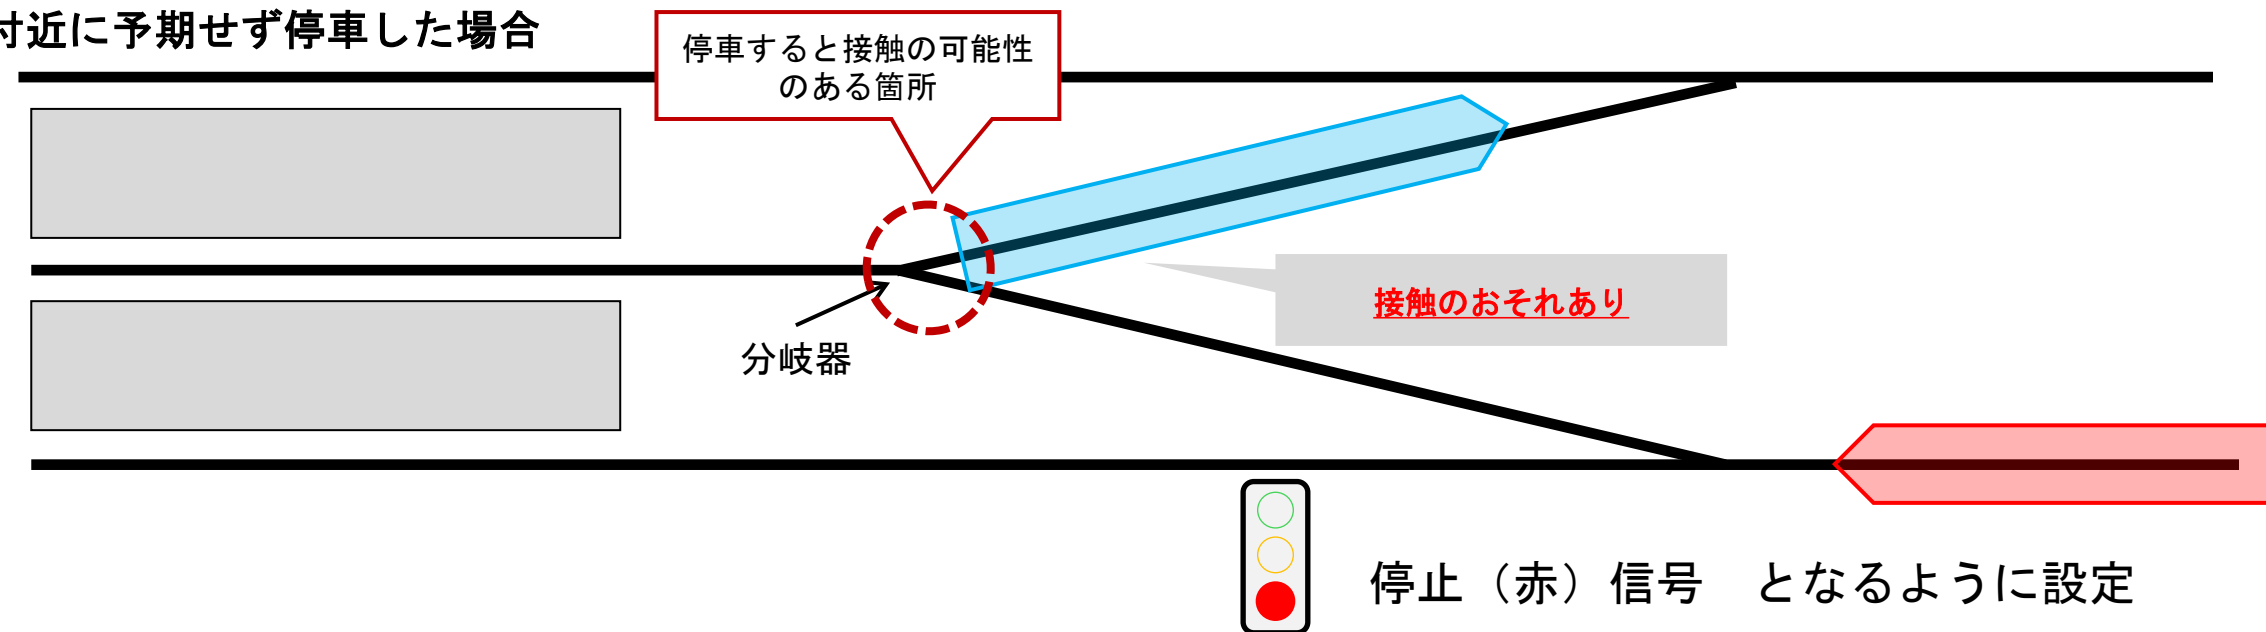 付近に予期せず停車した場合
停車すると接触の可能性
のある箇所
接触のおそれあり
分岐器
停止（赤）信号　となるように設定